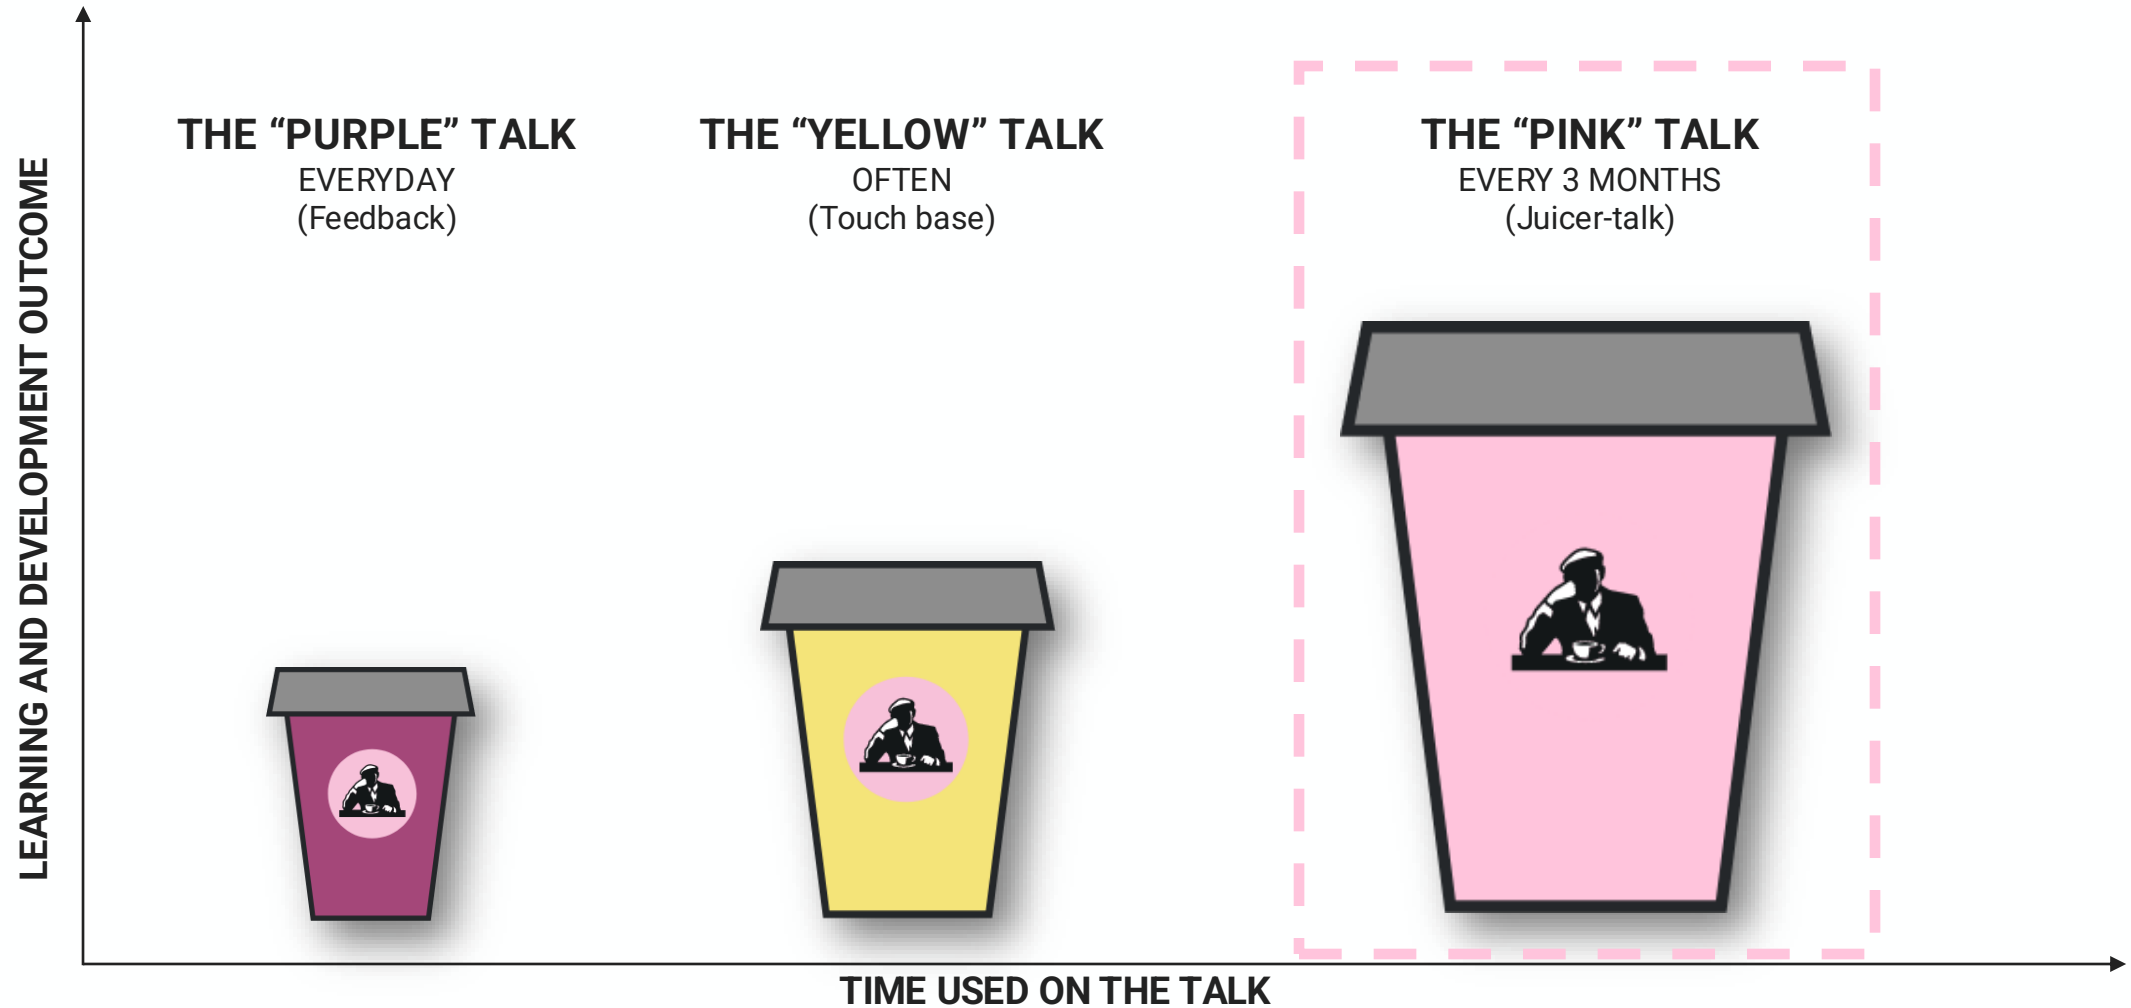 THE “PURPLE” TALK
EVERYDAY
(Feedback)
THE “YELLOW” TALK
OFTEN
(Touch base)
THE “PINK” TALK
EVERY 3 MONTHS
(Juicer-talk)
LEARNING AND DEVELOPMENT OUTCOME
TIME USED ON THE TALK